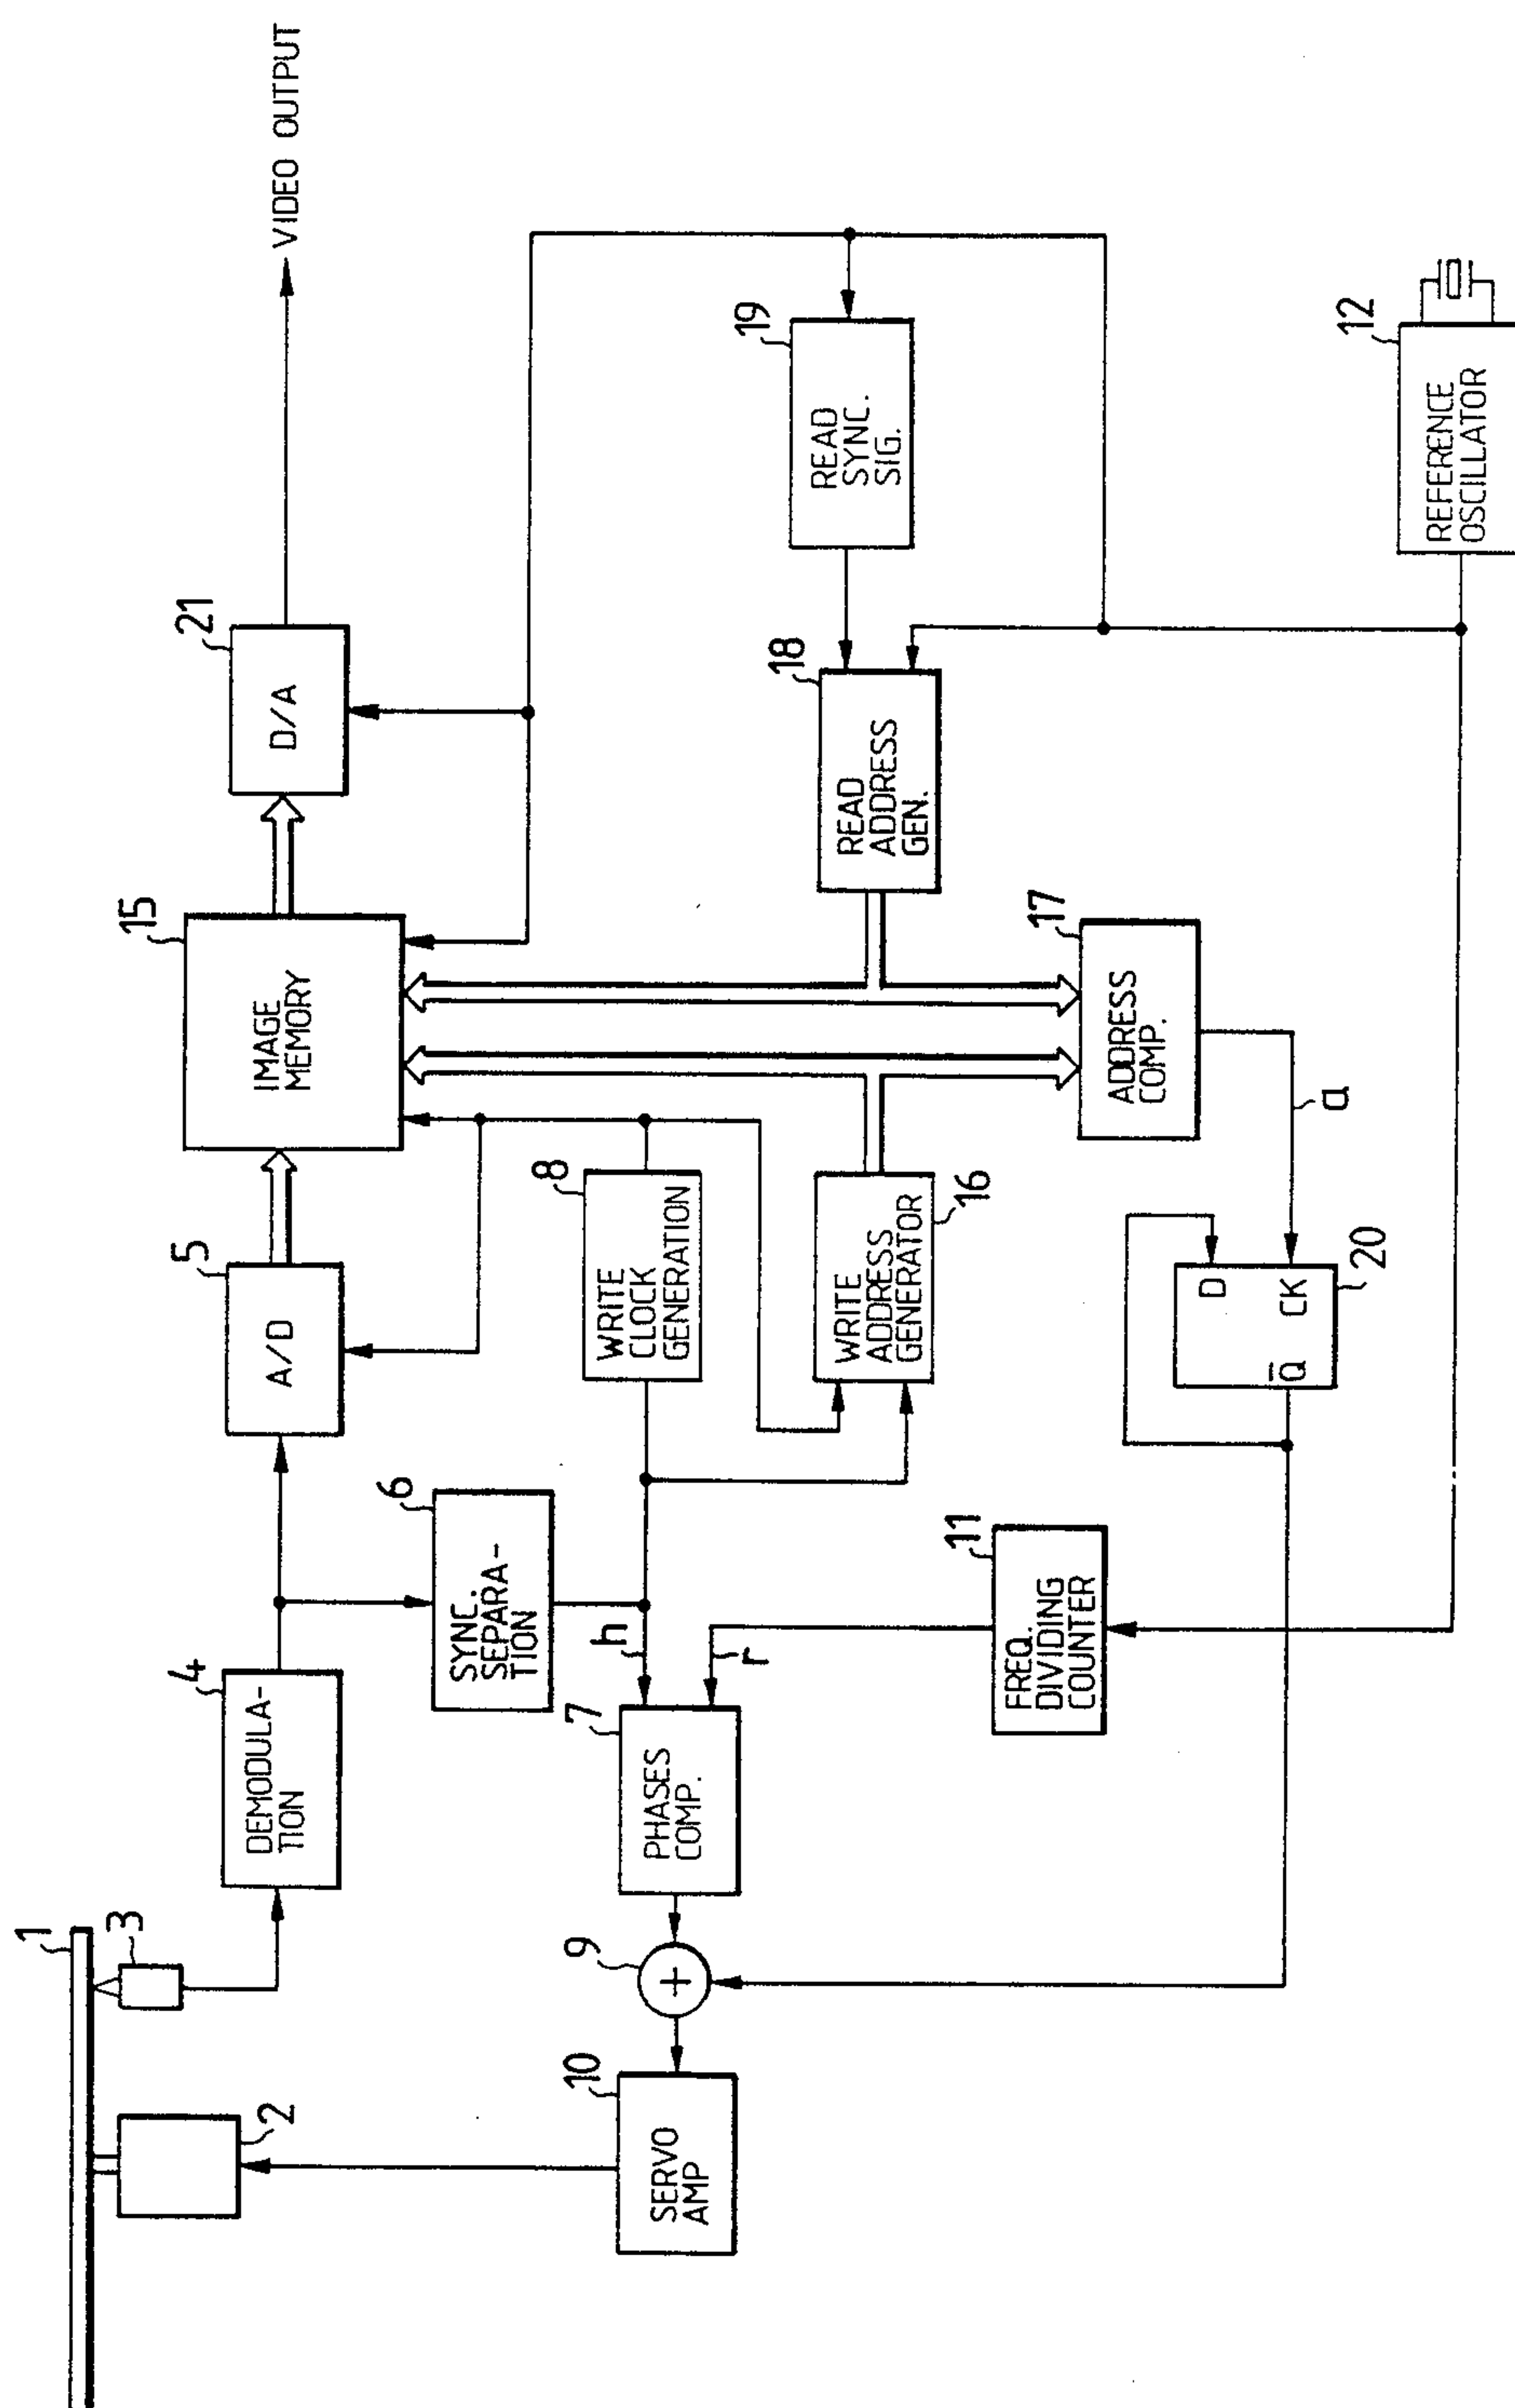 1
3
2
4
DEMODULA-
TION
5
A/D
15
IMAGE
MEMORY
21
D/A
VIDEO OUTPUT
6
SYNC.
SEPARA-
TION
8
WRITE
CLOCK
GENERATION
10
SERVO
AMP
9
+
7
PHASES
COMP.
h
r
16
WRITE
ADDRESS
GENERATOR
18
READ
ADDRESS
GEN.
19
READ
SYNC.
SIG.
11
FREQ.
DIVIDING
COUNTER
17
ADDRESS
COMP.
a
20
D
Q̅
CK
12
REFERENCE
OSCILLATOR